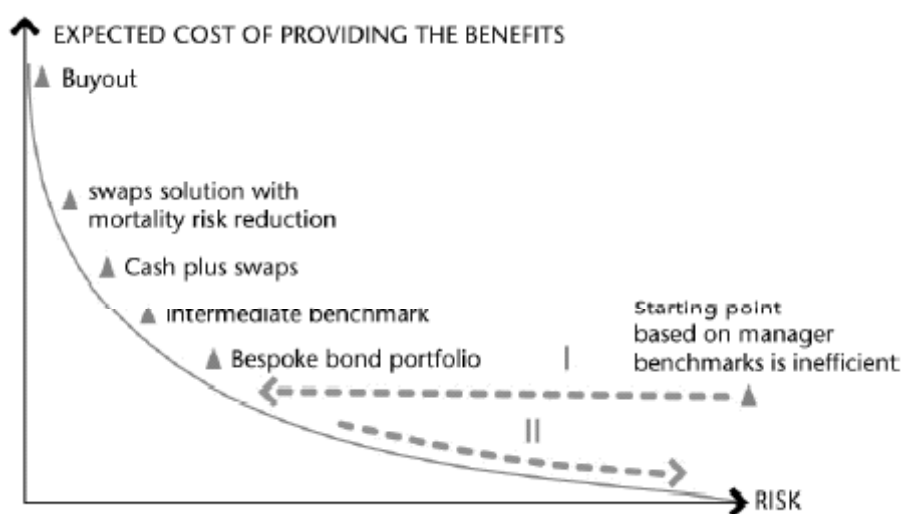 EXPECTED COST OF PROVIDING THE BENEFITS
Buyout
swaps solution with
mortality risk reduction
Cash plus swaps
Intermediate benchmark
Bespoke bond portfolio
I
Starting point
based on manager
benchmarks is inefficient
II
RISK